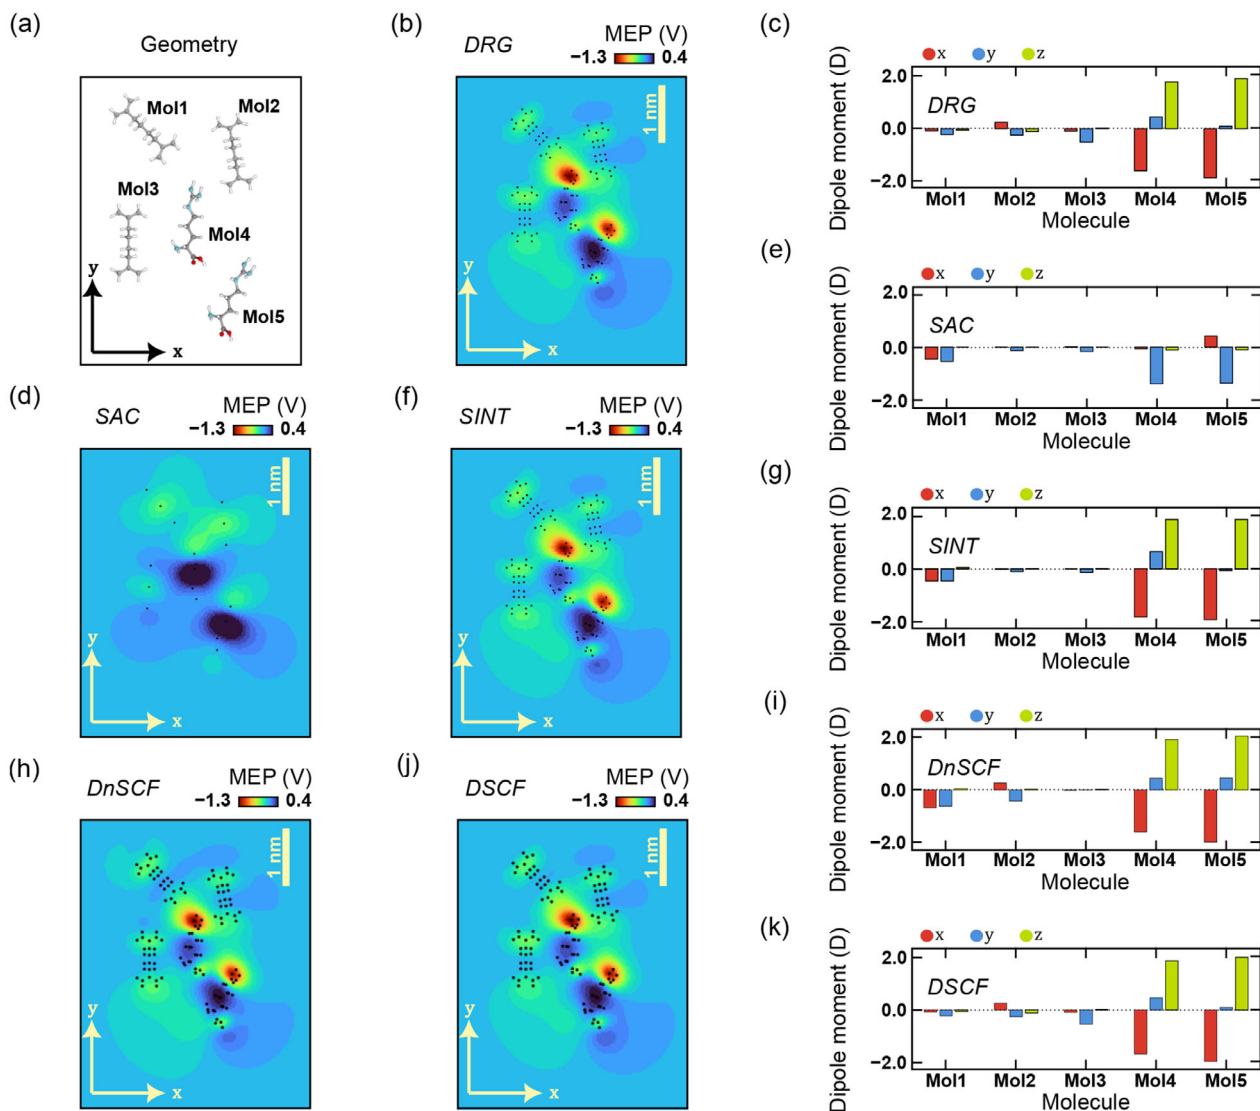 (a)
Geometry
Mol1
Mol2
Mol3
Mol4
Mol5
y
x
(b)
DRG
MEP (V)
−1.3 0.4
1 nm
y
x
(c)
x y z
Dipole moment (D)
2.0
0.0
−2.0
DRG
Mol1 Mol2 Mol3 Mol4 Mol5
Molecule
(e)
x y z
Dipole moment (D)
2.0
0.0
−2.0
SAC
Mol1 Mol2 Mol3 Mol4 Mol5
Molecule
(d)
SAC
MEP (V)
−1.3 0.4
1 nm
y
x
(f)
SINT
MEP (V)
−1.3 0.4
1 nm
y
x
(g)
x y z
Dipole moment (D)
2.0
0.0
−2.0
SINT
Mol1 Mol2 Mol3 Mol4 Mol5
Molecule
(i)
x y z
Dipole moment (D)
2.0
0.0
−2.0
DnSCF
Mol1 Mol2 Mol3 Mol4 Mol5
Molecule
(h)
DnSCF
MEP (V)
−1.3 0.4
1 nm
y
x
(j)
DSCF
MEP (V)
−1.3 0.4
1 nm
y
x
(k)
x y z
Dipole moment (D)
2.0
0.0
−2.0
DSCF
Mol1 Mol2 Mol3 Mol4 Mol5
Molecule